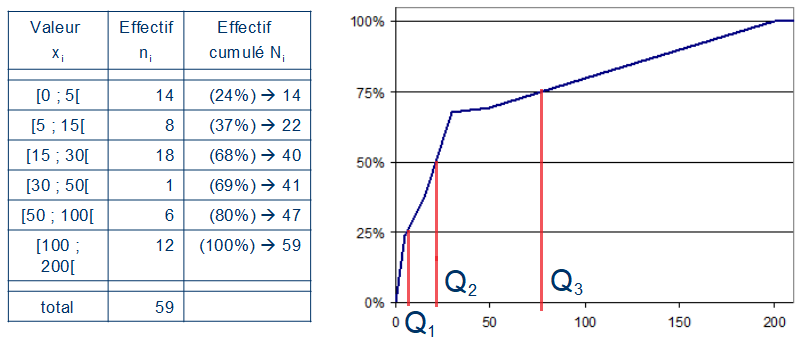 Valeur Effectif Effectif
xi ni cumulé Ni
[0 ; 5[ 14 (24%) → 14
[5 ; 15[ 8 (37%) → 22
[15 ; 30[ 18 (68%) → 40
[30 ; 50[ 1 (69%) → 41
[50 ; 100[ 6 (80%) → 47
[100 ; 12 (100%) → 59
200[
total 59
100%
75%
50%
25%
0%
Q1
Q2
Q3
0 50 100 150 200